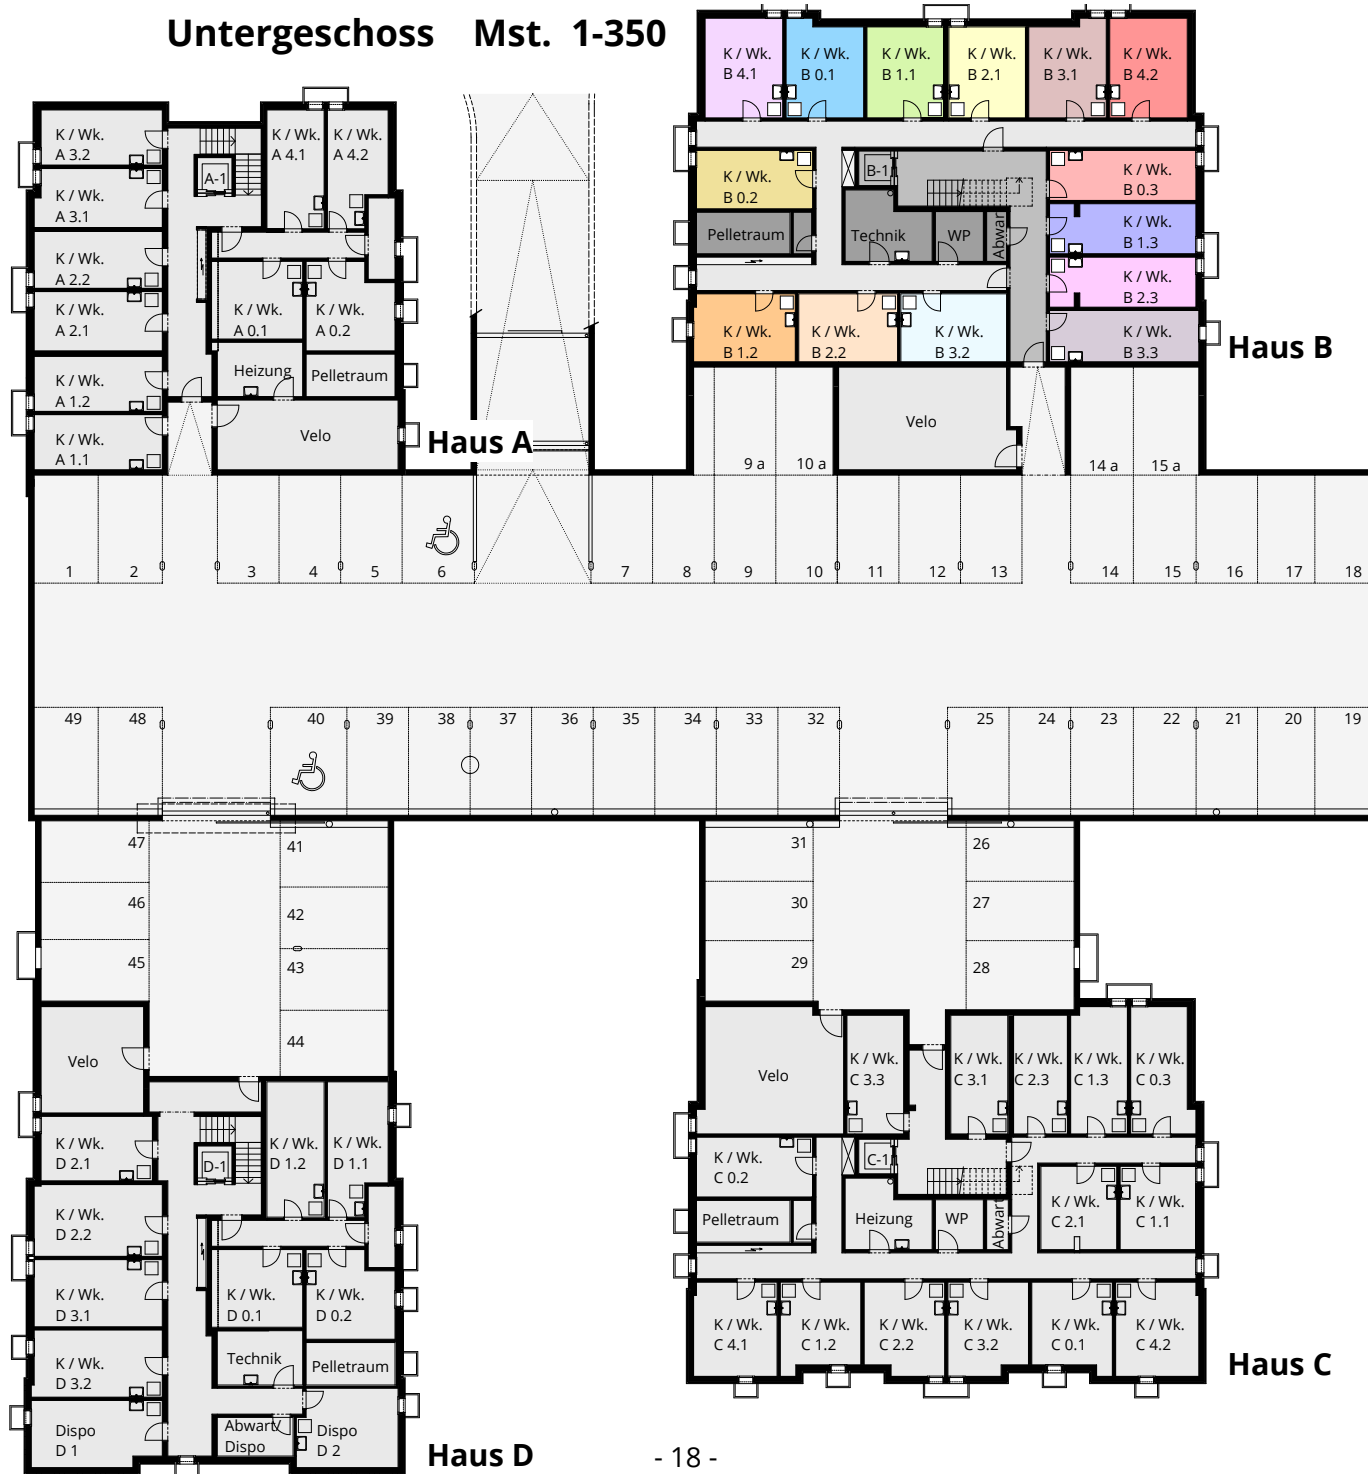 Untergeschoss Mst. 1-350
K / Wk.
A 3.2
K / Wk.
A 3.1
K / Wk.
A 2.2
K / Wk.
A 2.1
K / Wk.
A 1.2
K / Wk.
A 1.1
A-1
K / Wk.
A 4.1
K / Wk.
A 4.2
K / Wk.
A 0.1
K / Wk.
A 0.2
Heizung
Pelletraum
Velo
Haus A
K / Wk.
B 4.1
K / Wk.
B 0.1
K / Wk.
B 1.1
K / Wk.
B 2.1
K / Wk.
B 3.1
K / Wk.
B 4.2
K / Wk.
B 0.2
B-1
K / Wk.
B 0.3
Pelletraum
Technik
WP
Abwar
K / Wk.
B 1.3
K / Wk.
B 2.3
K / Wk.
B 1.2
K / Wk.
B 2.2
K / Wk.
B 3.2
K / Wk.
B 3.3
Haus B
Velo
9 a
10 a
14 a
15 a
1
2
3
4
5
6
7
8
9
10
11
12
13
14
15
16
17
18
49
48
40
39
38
37
36
35
34
33
32
25
24
23
22
21
20
19
47
46
45
41
42
43
44
31
30
29
26
27
28
Velo
K / Wk.
D 2.1
K / Wk.
D 2.2
K / Wk.
D 3.1
K / Wk.
D 3.2
Dispo
D 1
D-1
K / Wk.
D 1.2
K / Wk.
D 1.1
K / Wk.
D 0.1
K / Wk.
D 0.2
Technik
Pelletraum
Abwart/
Dispo
Dispo
D 2
Haus D
Velo
K / Wk.
C 3.3
K / Wk.
C 3.1
K / Wk.
C 2.3
K / Wk.
C 1.3
K / Wk.
C 0.3
K / Wk.
C 0.2
C-1
Pelletraum
Heizung
WP
Abwart
K / Wk.
C 2.1
K / Wk.
C 1.1
K / Wk.
C 4.1
K / Wk.
C 1.2
K / Wk.
C 2.2
K / Wk.
C 3.2
K / Wk.
C 0.1
K / Wk.
C 4.2
Haus C
- 18 -